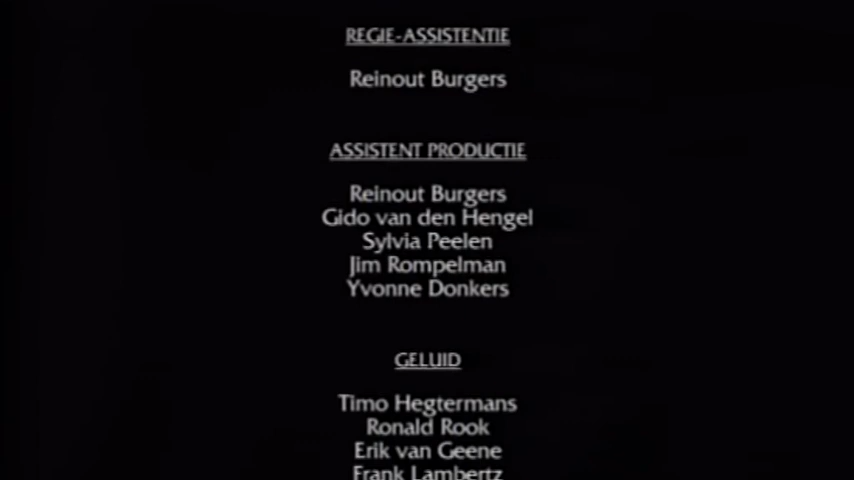 REGIE-ASSISTENTIE
Reinout Burgers
ASSISTENT PRODUCTIE
Reinout Burgers
Gido van den Hengel
Sylvia Peelen
Jim Rompelman
Yvonne Donkers
GELUID
Timo Hegtermans
Ronald Rook
Erik van Geene
Frank Lambertz